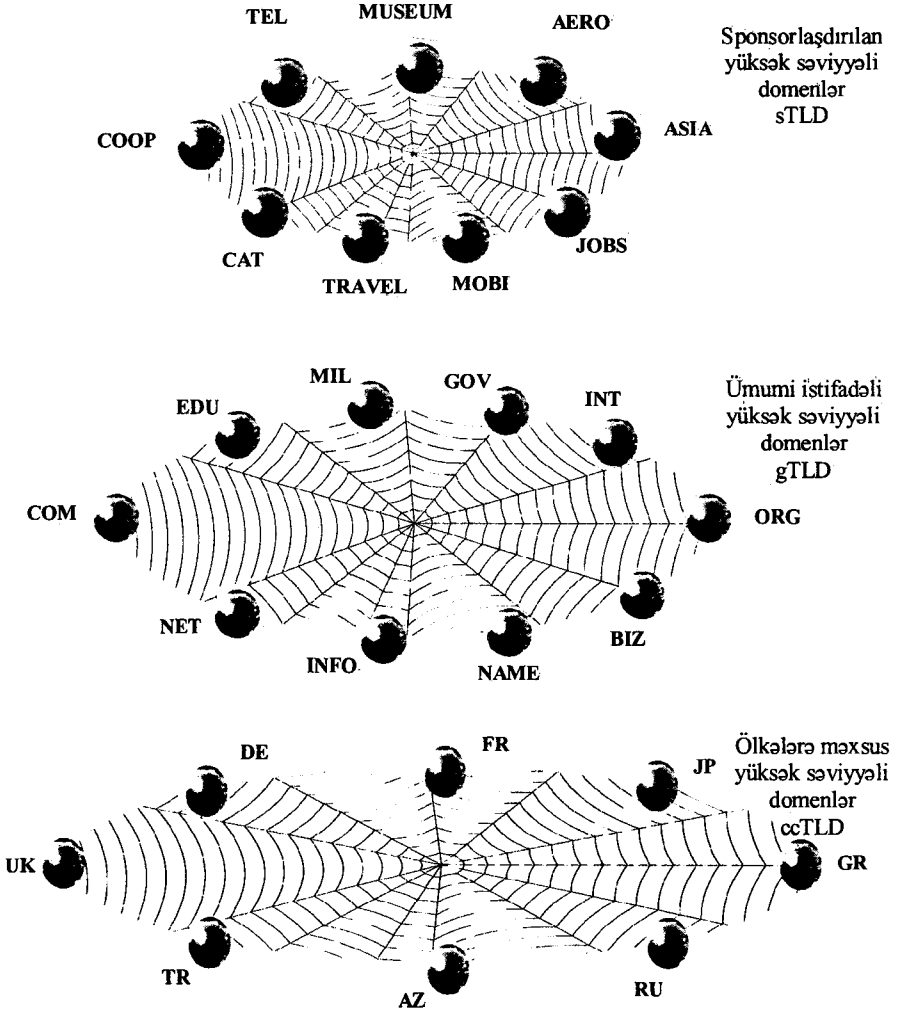 TEL
MUSEUM
AERO
Sponsorlaşdırılan
yüksək səviyyəli
domenlər
sTLD
COOP
ASIA
CAT
JOBS
TRAVEL
MOBI
MIL
GOV
INT
Ümumi istifadəli
yüksək səviyyəli
domenlər
gTLD
EDU
COM
ORG
NET
BIZ
INFO
NAME
DE
FR
JP
Ölkələrə məxsus
yüksək səviyyəli
domenlər
ccTLD
UK
GR
TR
AZ
RU